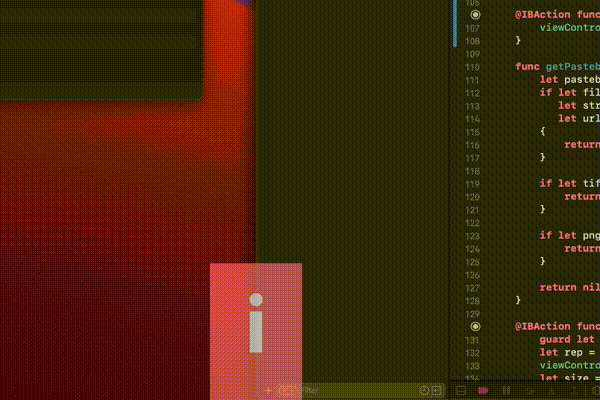 105
@IBAction func
107 viewContro
108 }
109
110 func getPasteb
111 let pasteb
112 if let fil
113 let str
114 let url
115 {
116 return
117 }
118
119 if let tif
120 return
121 }
122
123 if let png
124 return
125 }
126
127 return nil
128 }
129
@IBAction func
131 guard let
132 let rep =
133 viewContro
134 let size =
i
Filter